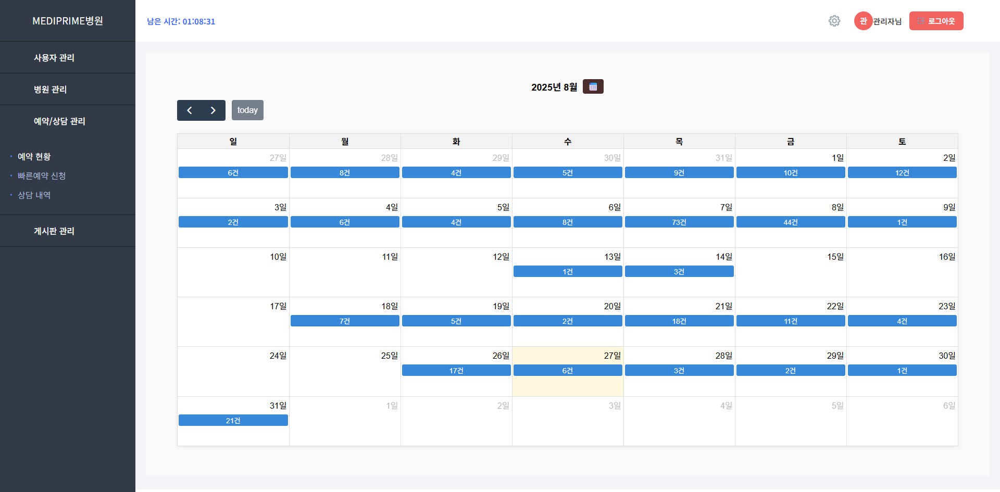 MEDIPRIME병원
사용자 관리
병원 관리
예약/상담 관리
예약 현황
빠른예약 신청
상담 내역
게시판 관리
남은 시간: 01:08:31
관 관리자님 로그아웃
2025년 8월
today
일 월 화 수 목 금 토
27일 28일 29일 30일 31일 1일 2일
6건 8건 4건 5건 9건 10건 12건
3일 4일 5일 6일 7일 8일 9일
2건 6건 4건 8건 73건 44건 1건
10일 11일 12일 13일 14일 15일 16일
1건 3건
17일 18일 19일 20일 21일 22일 23일
7건 5건 2건 18건 11건 4건
24일 25일 26일 27일 28일 29일 30일
17건 6건 3건 2건 1건
31일 1일 2일 3일 4일 5일 6일
21건